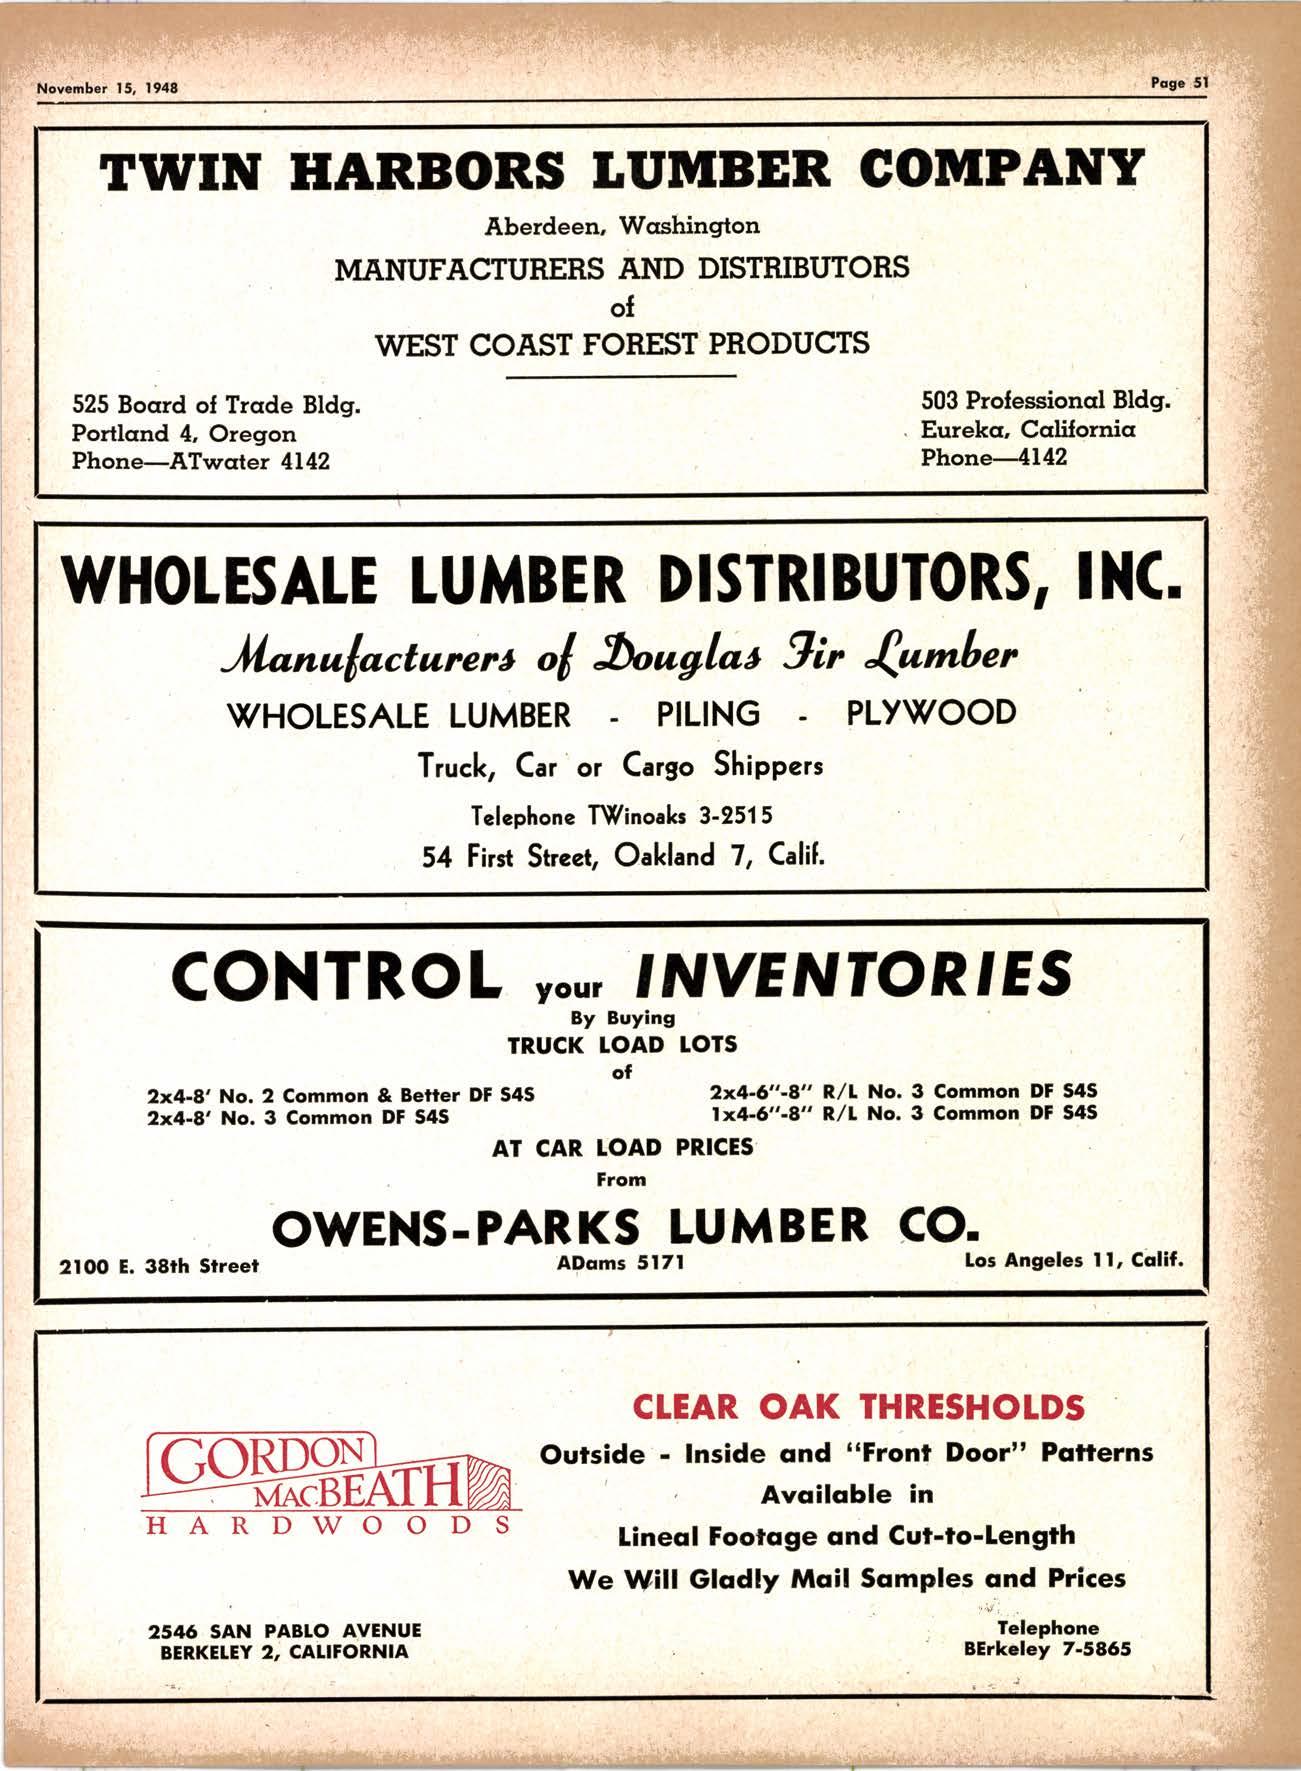 November 15, 1948
Page 51
TWIN HARBORS LUMBER COMPANY
Aberdeen, Washington
MANUFACTURERS AND DISTRIBUTORS
of
WEST COAST FOREST PRODUCTS
525 Board of Trade Bldg.
Portland 4, Oregon
Phone—ATwater 4142
503 Professional Bldg.
Eureka, California
Phone—4142
WHOLESALE LUMBER DISTRIBUTORS, INC.
Manufacturers of Douglas Fir Lumber
WHOLESALE LUMBER - PILING - PLYWOOD
Truck, Car or Cargo Shippers
Telephone TWinoaks 3-2515
54 First Street, Oakland 7, Calif.
CONTROL your INVENTORIES
By Buying
TRUCK LOAD LOTS
of
2x4-8' No. 2 Common & Better DF S4S
2x4-8' No. 3 Common DF S4S
2x4-6"-8" R/L No. 3 Common DF S4S
1x4-6"-8" R/L No. 3 Common DF S4S
AT CAR LOAD PRICES
From
OWENS-PARKS LUMBER CO.
2100 E. 38th Street
ADams 5171
Los Angeles 11, Calif.
GORDON
MACBEATH
HARDWOODS
2546 SAN PABLO AVENUE
BERKELEY 2, CALIFORNIA
CLEAR OAK THRESHOLDS
Outside - Inside and "Front Door" Patterns
Available in
Lineal Footage and Cut-to-Length
We Will Gladly Mail Samples and Prices
Telephone
BErkeley 7-5865